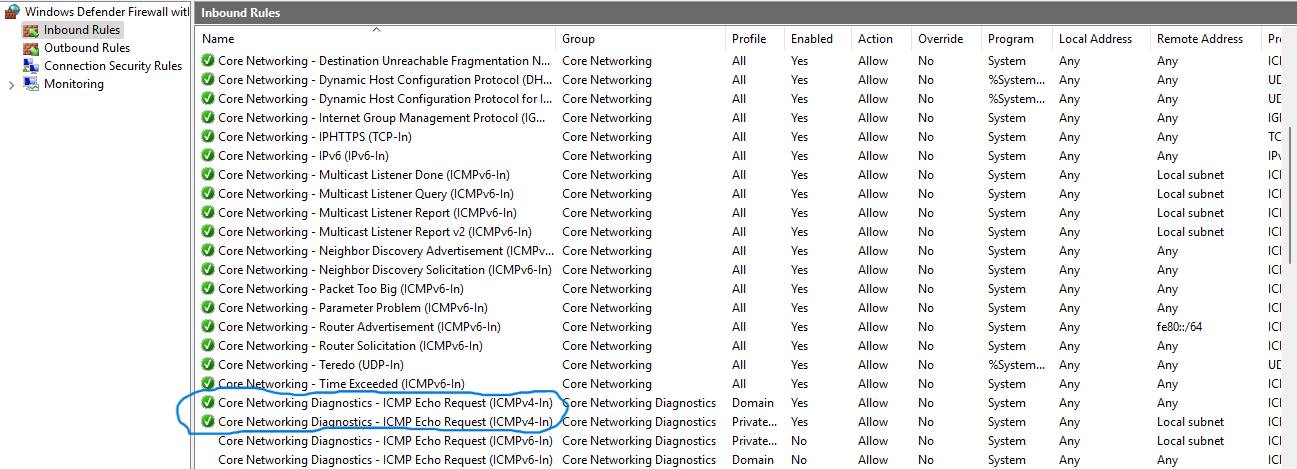 Windows Defender Firewall witl
Inbound Rules
Outbound Rules
Connection Security Rules
Monitoring
Inbound Rules
Name Group Profile Enabled Action Override Program Local Address Remote Address Pro
Core Networking - Destination Unreachable Fragmentation N... Core Networking All Yes Allow No System Any Any ICI
Core Networking - Dynamic Host Configuration Protocol (DH... Core Networking All Yes Allow No %System... Any Any UD
Core Networking - Dynamic Host Configuration Protocol for I... Core Networking All Yes Allow No %System... Any Any UD
Core Networking - Internet Group Management Protocol (IG... Core Networking All Yes Allow No System Any Any IGI
Core Networking - IPHTTPS (TCP-In) Core Networking All Yes Allow No System Any Any TC
Core Networking - IPv6 (IPv6-In) Core Networking All Yes Allow No System Any Any IPv
Core Networking - Multicast Listener Done (ICMPv6-In) Core Networking All Yes Allow No System Any Local subnet ICI
Core Networking - Multicast Listener Query (ICMPv6-In) Core Networking All Yes Allow No System Any Local subnet ICI
Core Networking - Multicast Listener Report (ICMPv6-In) Core Networking All Yes Allow No System Any Local subnet ICI
Core Networking - Multicast Listener Report v2 (ICMPv6-In) Core Networking All Yes Allow No System Any Local subnet ICI
Core Networking - Neighbor Discovery Advertisement (ICMPv... Core Networking All Yes Allow No System Any Any ICI
Core Networking - Neighbor Discovery Solicitation (ICMPv6-In) Core Networking All Yes Allow No System Any Any ICI
Core Networking - Packet Too Big (ICMPv6-In) Core Networking All Yes Allow No System Any Any ICI
Core Networking - Parameter Problem (ICMPv6-In) Core Networking All Yes Allow No System Any Any ICI
Core Networking - Router Advertisement (ICMPv6-In) Core Networking All Yes Allow No System Any fe80::/64 ICI
Core Networking - Router Solicitation (ICMPv6-In) Core Networking All Yes Allow No System Any Any ICI
Core Networking - Teredo (UDP-In) Core Networking All Yes Allow No %System... Any Any UD
Core Networking - Time Exceeded (ICMPv6-In) Core Networking All Yes Allow No System Any Any ICI
Core Networking Diagnostics - ICMP Echo Request (ICMPv4-In) Core Networking Diagnostics Domain Yes Allow No System Any Any ICI
Core Networking Diagnostics - ICMP Echo Request (ICMPv4-In) Core Networking Diagnostics Private... Yes Allow No System Any Local subnet ICI
Core Networking Diagnostics - ICMP Echo Request (ICMPv6-In) Core Networking Diagnostics Private... No Allow No System Any Local subnet ICI
Core Networking Diagnostics - ICMP Echo Request (ICMPv6-In) Core Networking Diagnostics Domain No Allow No System Any Any ICI